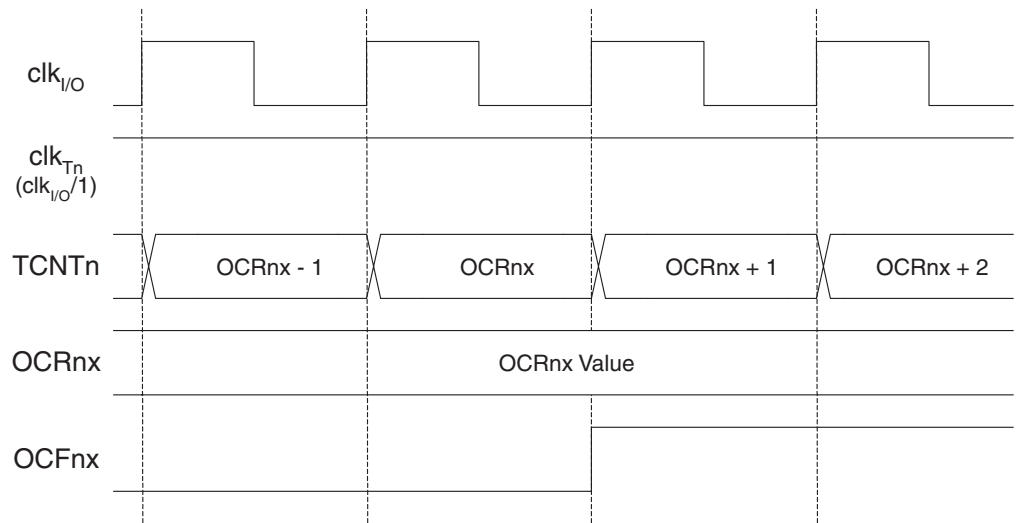 clkI/O
clkTn
(clkI/O/1)
TCNTn
OCRnx - 1
OCRnx
OCRnx + 1
OCRnx + 2
OCRnx
OCRnx Value
OCFnx